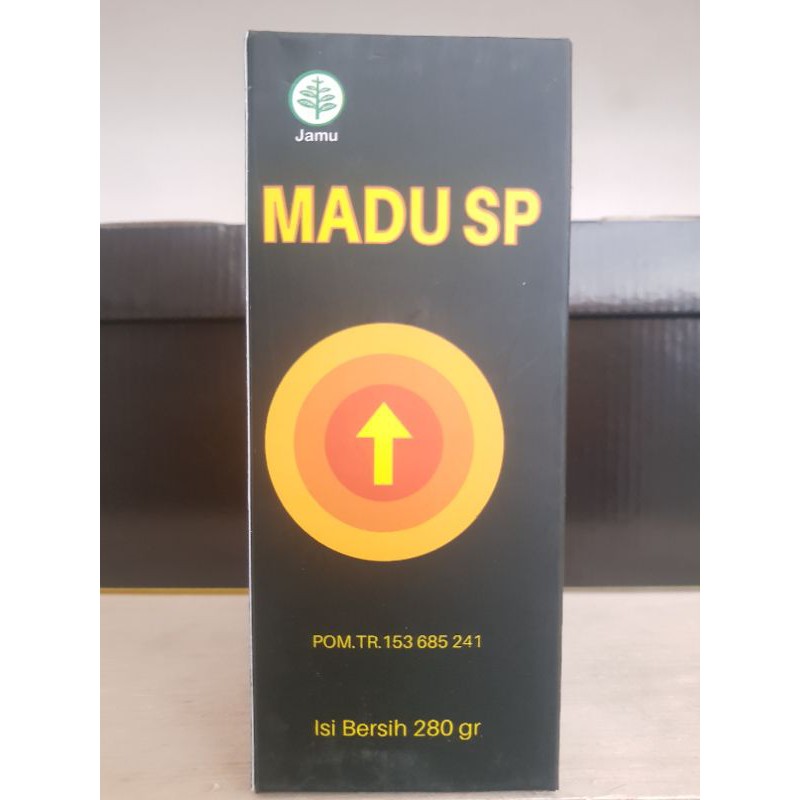 Jamu
MADU SP
POM.TR.153 685 241
Isi Bersih 280 gr